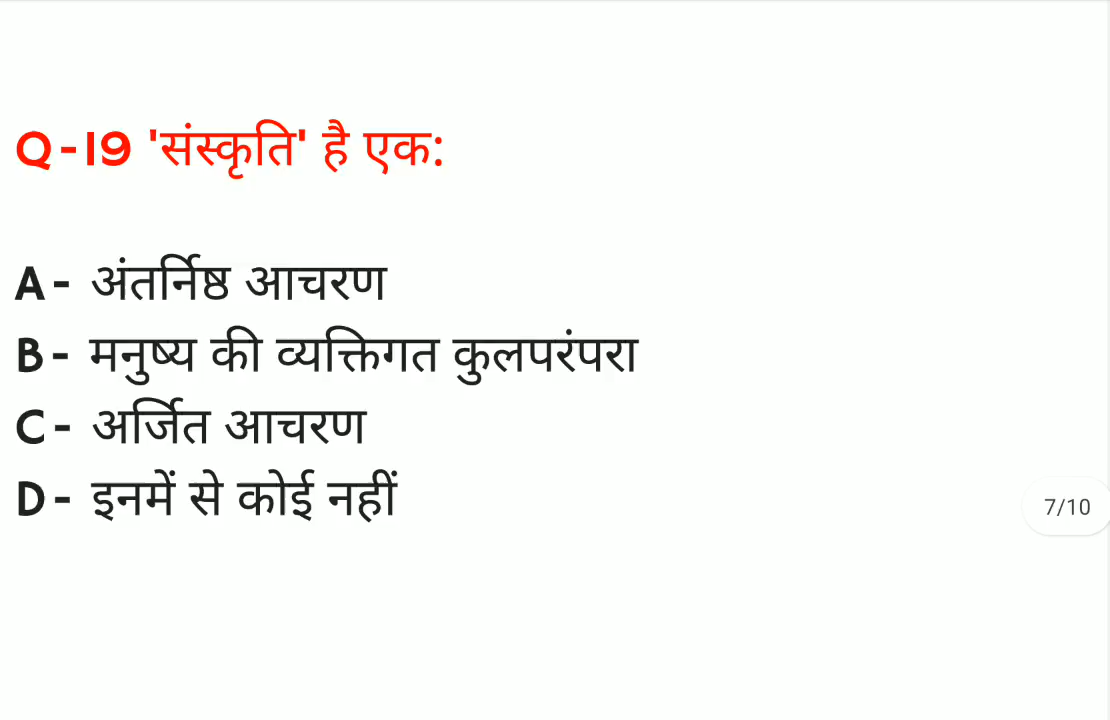 Q-19 'संस्कृति' है एक:
A- अंतर्निष्ठ आचरण
B- मनुष्य की व्यक्तिगत कुलपरंपरा
C- अर्जित आचरण
D- इनमें से कोई नहीं
7/10